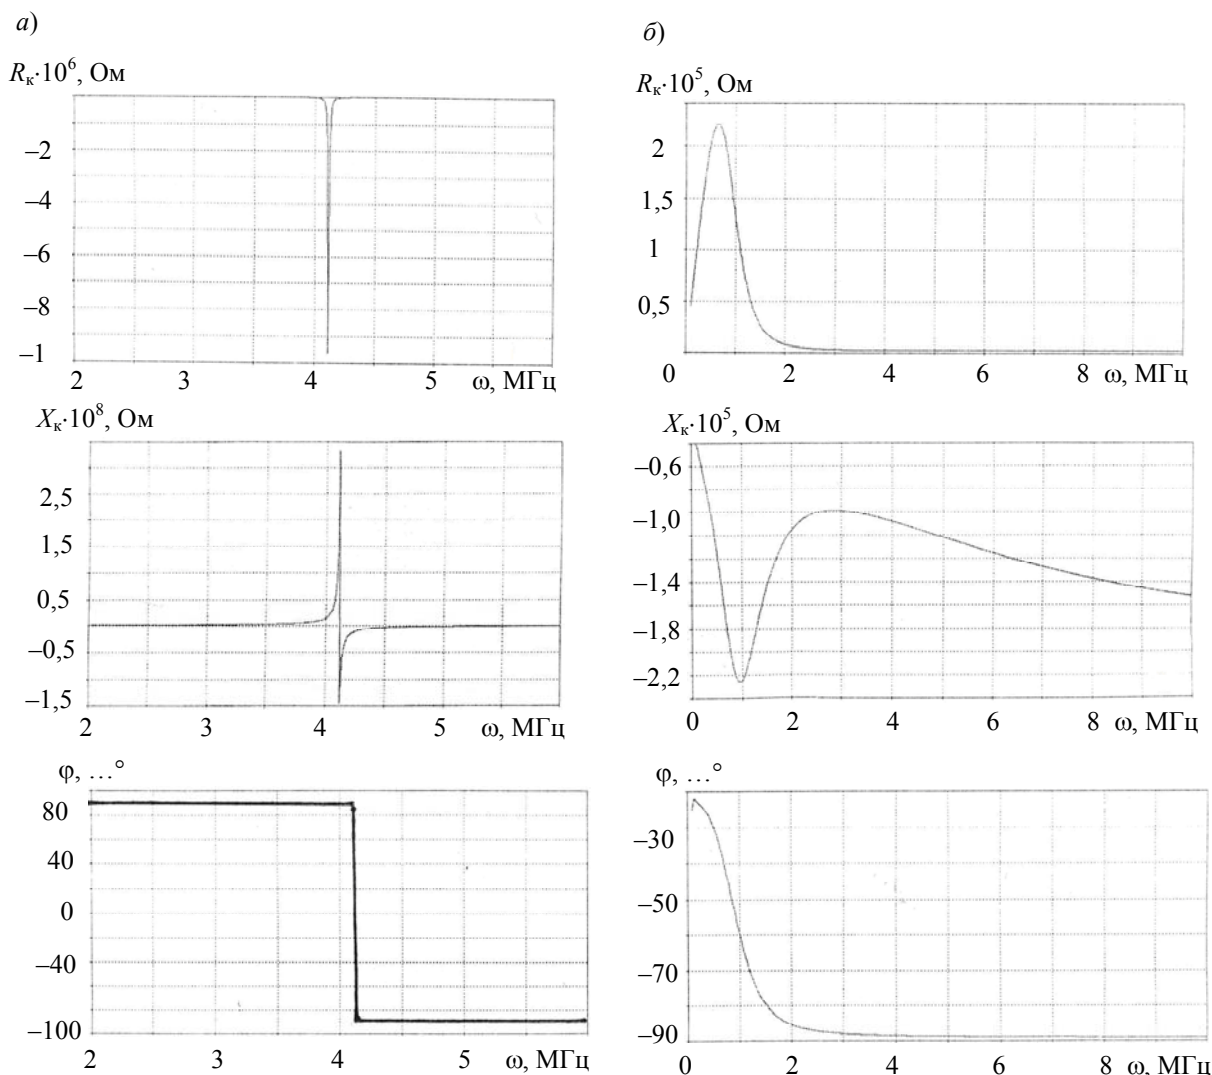 а)
R к·10⁶, Ом
–2
–4
–6
–8
–1
2 3 4 5 ω, МГц
X к·10⁸, Ом
2,5
1,5
0,5
–0,5
–1,5
2 3 4 5 ω, МГц
φ, …°
80
40
0
–40
–100
2 3 4 5 ω, МГц
б)
R к·10⁵, Ом
2
1,5
1
0,5
0 2 4 6 8 ω, МГц
X к·10⁵, Ом
–0,6
–1,0
–1,4
–1,8
–2,2
0 2 4 6 8 ω, МГц
φ, …°
–30
–50
–70
–90
0 2 4 6 8 ω, МГц